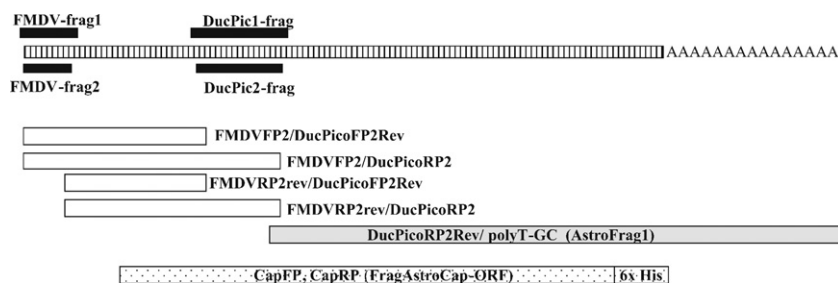 FMDV-frag1 DucPic1-frag
AAAAAAAAAAAAAAA
FMDV-frag2 DucPic2-frag
FMDVFP2/DucPicoFP2Rev
FMDVFP2/DucPicoRP2
FMDVRP2rev/DucPicoFP2Rev
FMDVRP2rev/DucPicoRP2
DucPicoRP2Rev/ polyT-GC (AstroFrag1)
CapFP, CapRP (FragAstroCap-ORF) 6x His